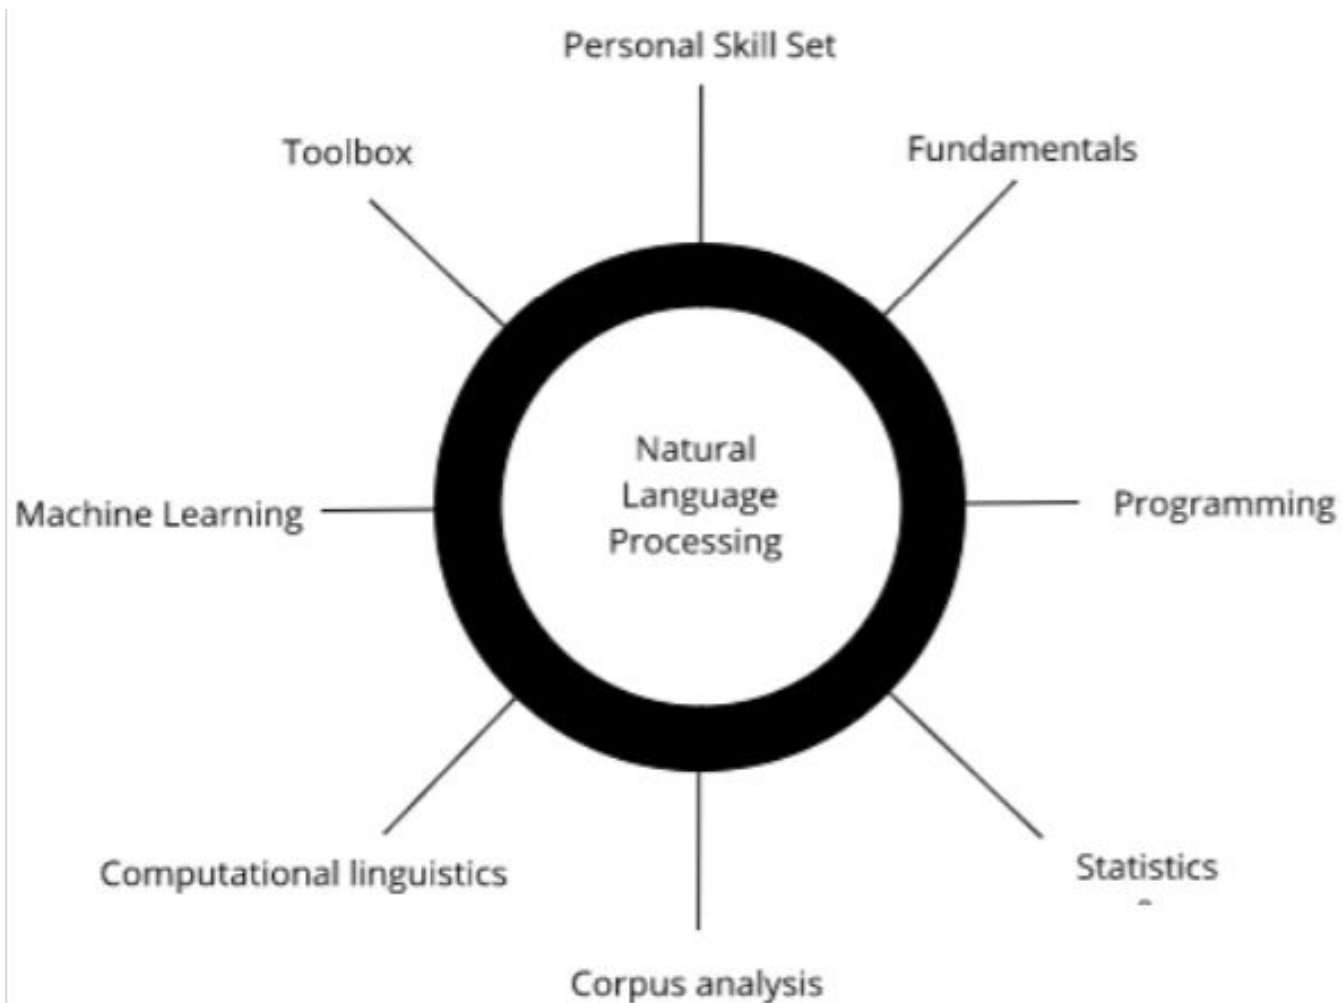 Personal Skill Set
Toolbox
Fundamentals
Natural
Language
Processing
Machine Learning
Programming
Computational linguistics
Statistics
Corpus analysis